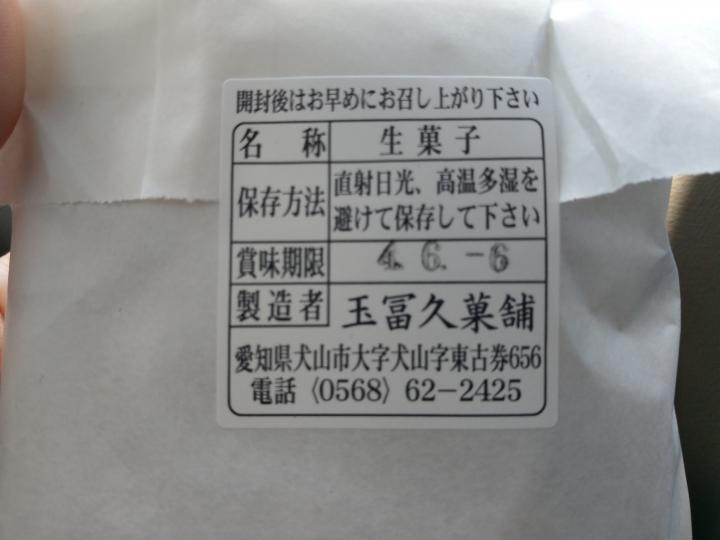 開封後はお早めにお召し上がり下さい
名称 生菓子
保存方法 直射日光、高温多湿を
避けて保存して下さい
賞味期限 4. 6. -6
製造者 玉冨久菓舗
愛知県犬山市大字犬山字東古券656
電話〈0568〉62-2425